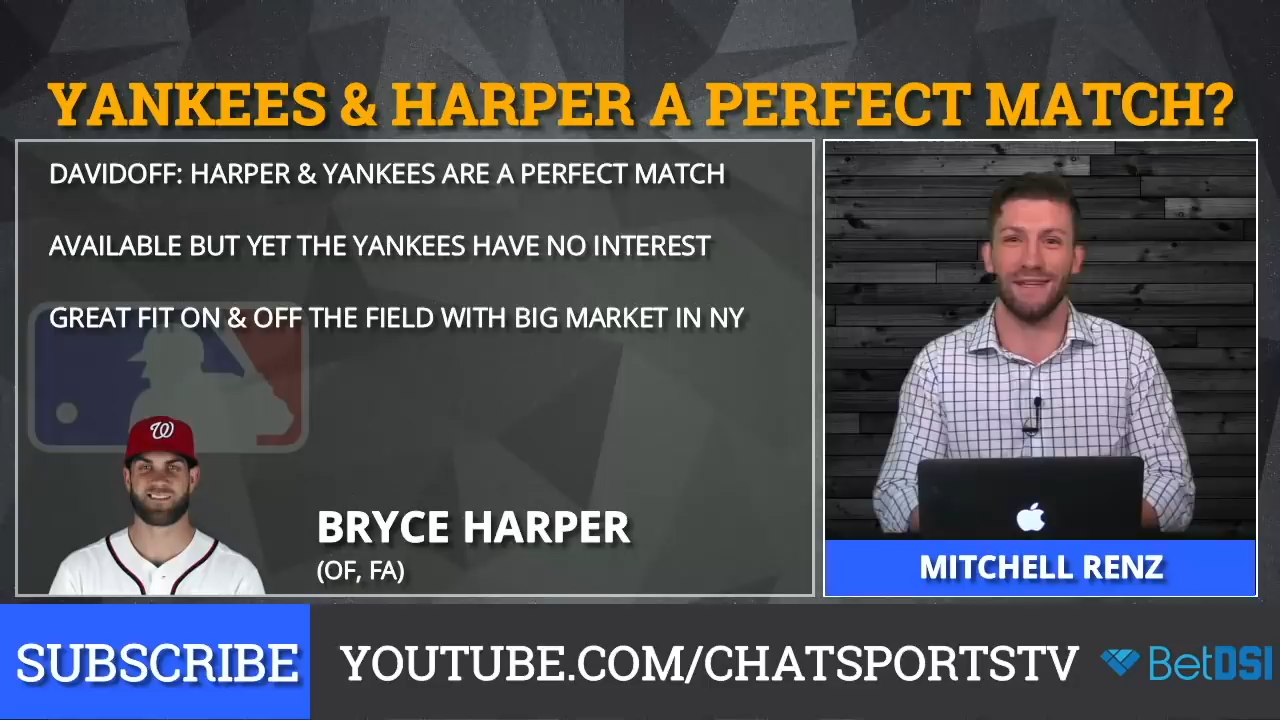 YANKEES & HARPER A PERFECT MATCH?
DAVIDOFF: HARPER & YANKEES ARE A PERFECT MATCH
AVAILABLE BUT YET THE YANKEES HAVE NO INTEREST
GREAT FIT ON & OFF THE FIELD WITH BIG MARKET IN NY
W
BRYCE HARPER
(OF, FA)
MITCHELL RENZ
SUBSCRIBE
YOUTUBE.COM/CHATSPORTSTV
BetDSI